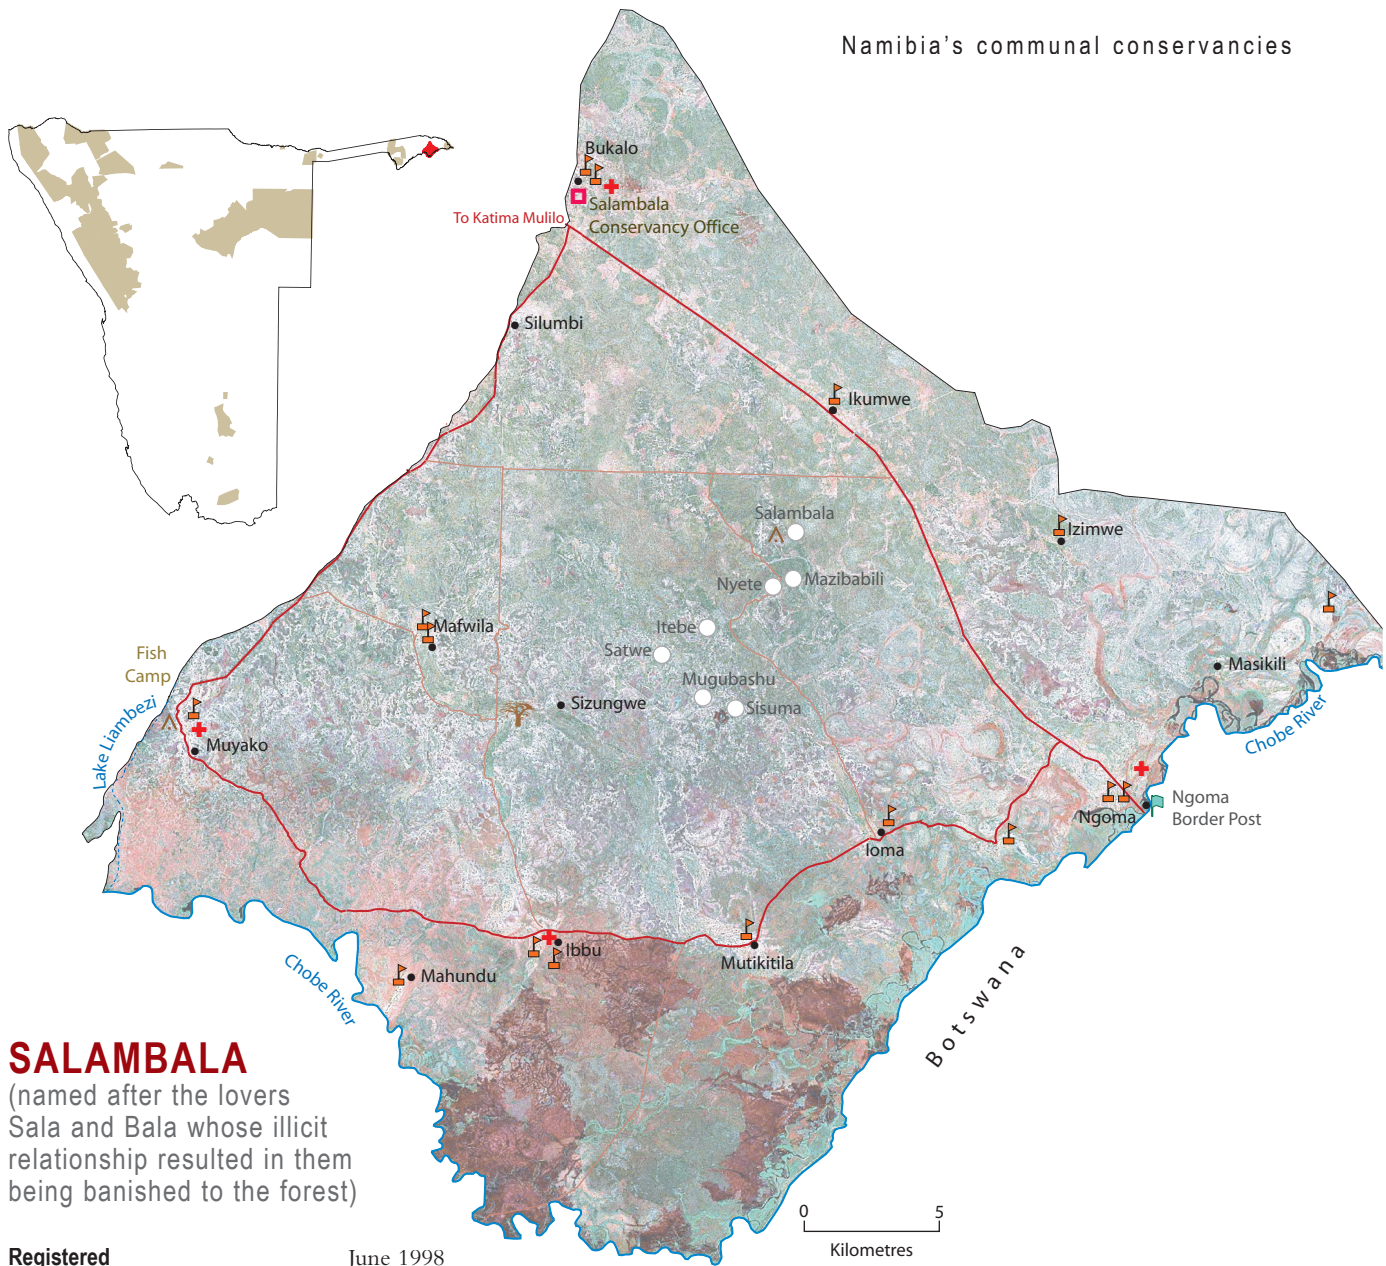 Namibia's communal conservancies
Bukalo
Salambala
Conservancy Office
To Katima Mulilo
Silumbi
Ikumwe
Salambala
Izimwe
Nyete
Mazibabili
Mafwila
Itebe
Satwe
Fish
Camp
Masikili
Mugubashu
Sizungwe
Sisuma
Lake Liambezi
Muyako
Chobe River
Ngoma
Border Post
Ngoma
Ioma
Ibbu
Mutikitila
Mahundu
Chobe River
Botswana
SALAMBALA
(named after the lovers
Sala and Bala whose illicit
relationship resulted in them
being banished to the forest)
0 5
Kilometres
Registered June 1998